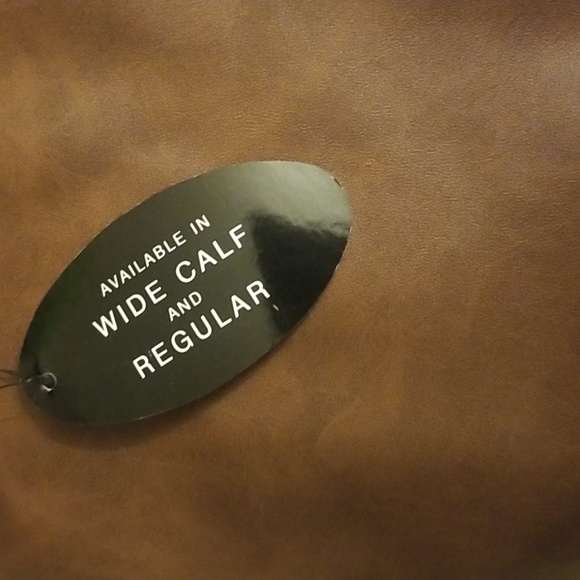 AVAILABLE IN
WIDE CALF
AND
REGULAR